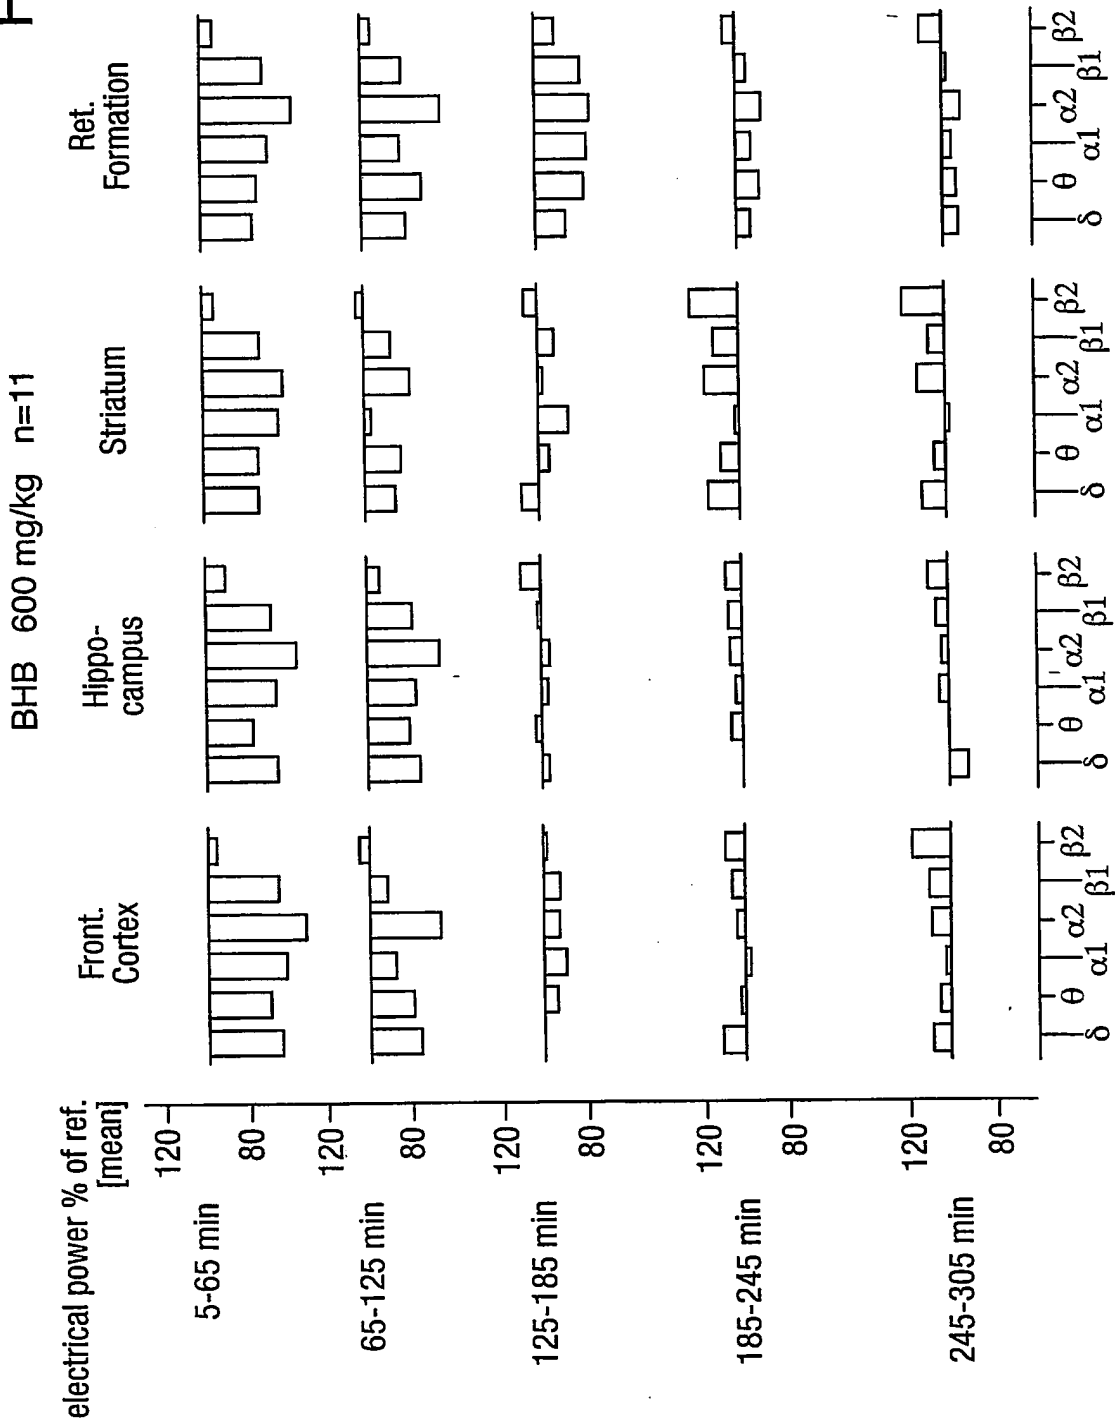 BHB 600 mg/kg n=11
electrical power % of ref.
[mean]
Front.
Cortex
Hippo-
campus
Striatum
Ret.
Formation
120
5-65 min
80
120
65-125 min
80
120
125-185 min
80
120
185-245 min
80
120
245-305 min
80
δ θ α1 α2 β1 β2
δ θ α1 α2 β1 β2
δ θ α1 α2 β1 β2
δ θ α1 α2 β1 β2